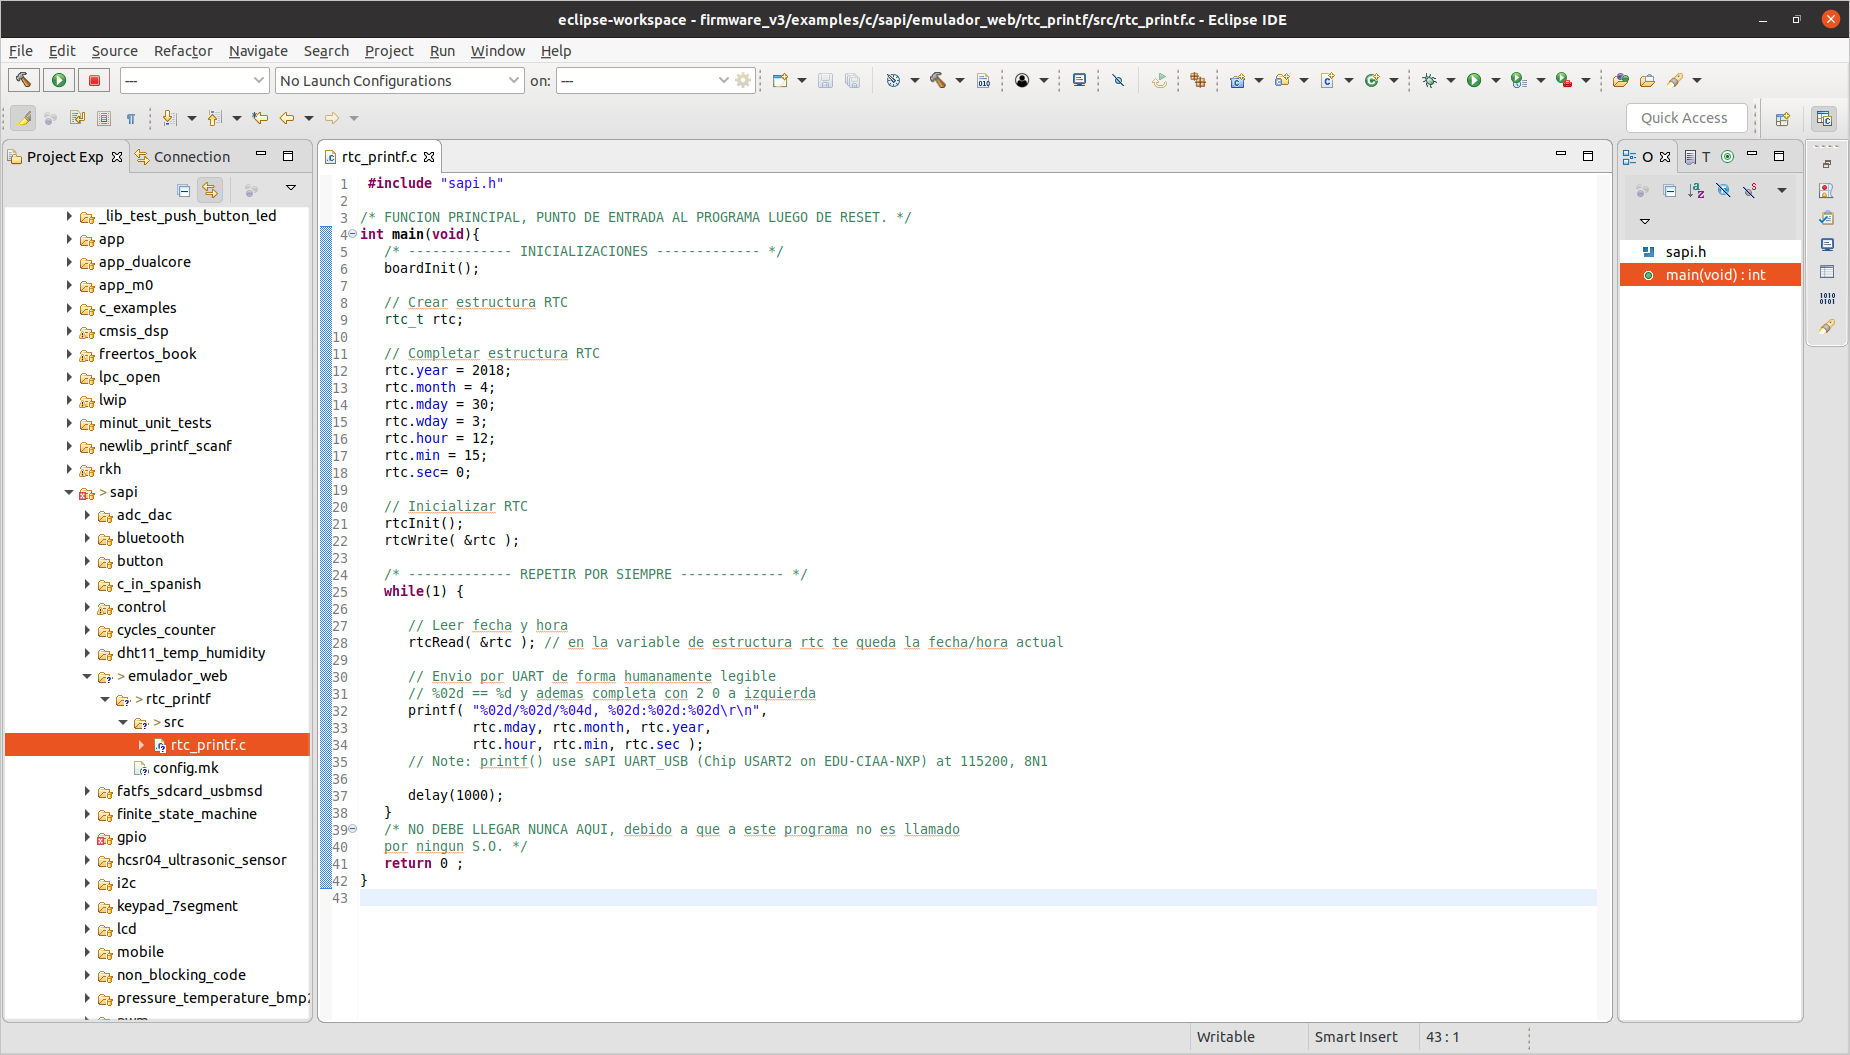 eclipse-workspace - firmware_v3/examples/c/sapi/emulador_web/rtc_printf/src/rtc_printf.c - Eclipse IDE
File Edit Source Refactor Navigate Search Project Run Window Help
--- No Launch Configurations on: ---
Quick Access
Project Exp Connection
_lib_test_push_button_led
app
app_dualcore
app_m0
c_examples
cmsis_dsp
freertos_book
lpc_open
lwip
minut_unit_tests
newlib_printf_scanf
rkh
> sapi
adc_dac
bluetooth
button
c_in_spanish
control
cycles_counter
dht11_temp_humidity
> emulador_web
> rtc_printf
> src
rtc_printf.c
config.mk
fatfs_sdcard_usbmsd
finite_state_machine
gpio
hcsr04_ultrasonic_sensor
i2c
keypad_7segment
lcd
mobile
non_blocking_code
pressure_temperature_bmp2
rtc_printf.c
1 #include "sapi.h"
2
3 /* FUNCION PRINCIPAL, PUNTO DE ENTRADA AL PROGRAMA LUEGO DE RESET. */
4 int main(void){
5 /* ------------- INICIALIZACIONES ------------- */
6 boardInit();
7
8 // Crear estructura RTC
9 rtc_t rtc;
10
11 // Completar estructura RTC
12 rtc.year = 2018;
13 rtc.month = 4;
14 rtc.mday = 30;
15 rtc.wday = 3;
16 rtc.hour = 12;
17 rtc.min = 15;
18 rtc.sec= 0;
19
20 // Inicializar RTC
21 rtcInit();
22 rtcWrite( &rtc );
23
24 /* ------------- REPETIR POR SIEMPRE ------------- */
25 while(1) {
26
27 // Leer fecha y hora
28 rtcRead( &rtc ); // en la variable de estructura rtc te queda la fecha/hora actual
29
30 // Envio por UART de forma humanamente legible
31 // %02d == %d y ademas completa con 2 0 a izquierda
32 printf( "%02d/%02d/%04d, %02d:%02d:%02d\r\n",
33 rtc.mday, rtc.month, rtc.year,
34 rtc.hour, rtc.min, rtc.sec );
35 // Note: printf() use sAPI UART_USB (Chip USART2 on EDU-CIAA-NXP) at 115200, 8N1
36
37 delay(1000);
38 }
39 /* NO DEBE LLEGAR NUNCA AQUI, debido a que a este programa no es llamado
40 por ningun S.O. */
41 return 0 ;
42 }
43
O T
sapi.h
main(void) : int
Writable Smart Insert 43 : 1